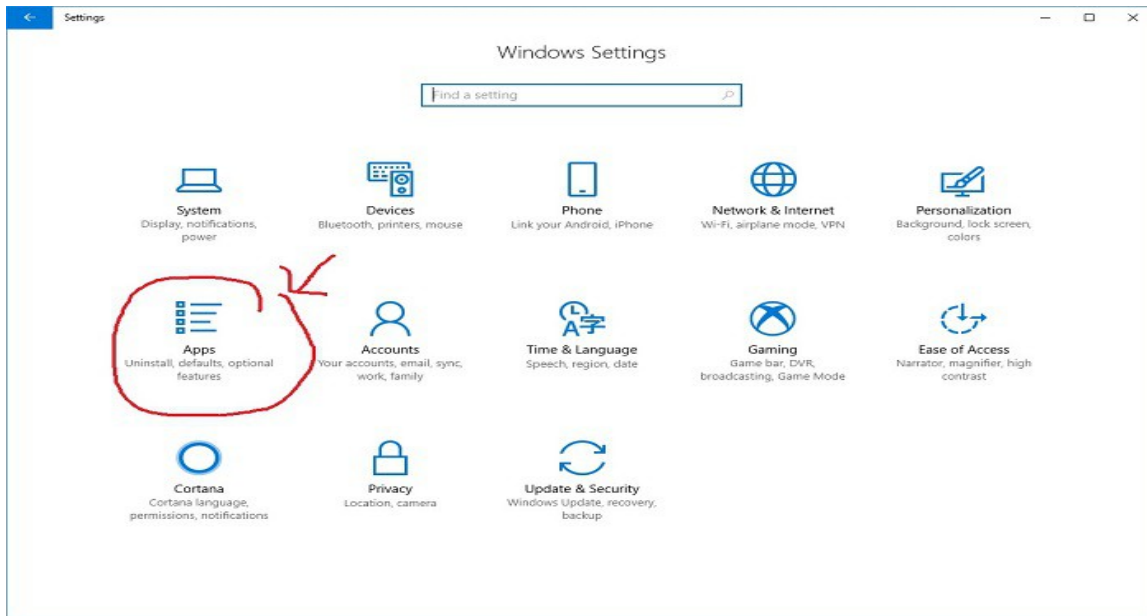 Settings
Windows Settings
Find a setting
System
Display, notifications,
power
Devices
Bluetooth, printers, mouse
Phone
Link your Android, iPhone
Network & Internet
Wi-Fi, airplane mode, VPN
Personalization
Background, lock screen,
colors
Apps
Uninstall, defaults, optional
features
Accounts
Your accounts, email, sync,
work, family
Time & Language
Speech, region, date
Gaming
Game bar, DVR,
broadcasting, Game Mode
Ease of Access
Narrator, magnifier, high
contrast
Cortana
Cortana language,
permissions, notifications
Privacy
Location, camera
Update & Security
Windows Update, recovery,
backup